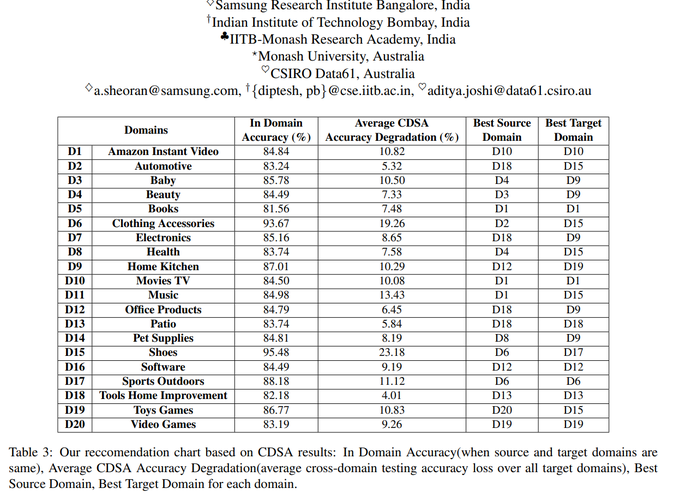 ♢Samsung Research Institute Bangalore, India
†Indian Institute of Technology Bombay, India
♣IITB-Monash Research Academy, India
⋆Monash University, Australia
♡CSIRO Data61, Australia
♢a.sheoran@samsung.com, †{diptesh, pb}@cse.iitb.ac.in, ♡aditya.joshi@data61.csiro.au
Domains In Domain Accuracy (%) Average CDSA Accuracy Degradation (%) Best Source Domain Best Target Domain
D1 Amazon Instant Video 84.84 10.82 D10 D10
D2 Automotive 83.24 5.32 D18 D15
D3 Baby 85.78 10.50 D4 D9
D4 Beauty 84.49 7.33 D3 D9
D5 Books 81.56 7.48 D1 D1
D6 Clothing Accessories 93.67 19.26 D2 D15
D7 Electronics 85.16 8.65 D18 D9
D8 Health 83.74 7.58 D4 D15
D9 Home Kitchen 87.01 10.29 D12 D19
D10 Movies TV 84.50 10.08 D1 D1
D11 Music 84.98 13.43 D1 D15
D12 Office Products 84.79 6.45 D18 D9
D13 Patio 83.74 5.84 D18 D18
D14 Pet Supplies 84.81 8.19 D8 D9
D15 Shoes 95.48 23.18 D6 D17
D16 Software 84.49 9.19 D12 D12
D17 Sports Outdoors 88.18 11.12 D6 D6
D18 Tools Home Improvement 82.18 4.01 D13 D13
D19 Toys Games 86.77 10.83 D20 D15
D20 Video Games 83.19 9.26 D19 D19
Table 3: Our reccomendation chart based on CDSA results: In Domain Accuracy(when source and target domains are
same), Average CDSA Accuracy Degradation(average cross-domain testing accuracy loss over all target domains), Best
Source Domain, Best Target Domain for each domain.